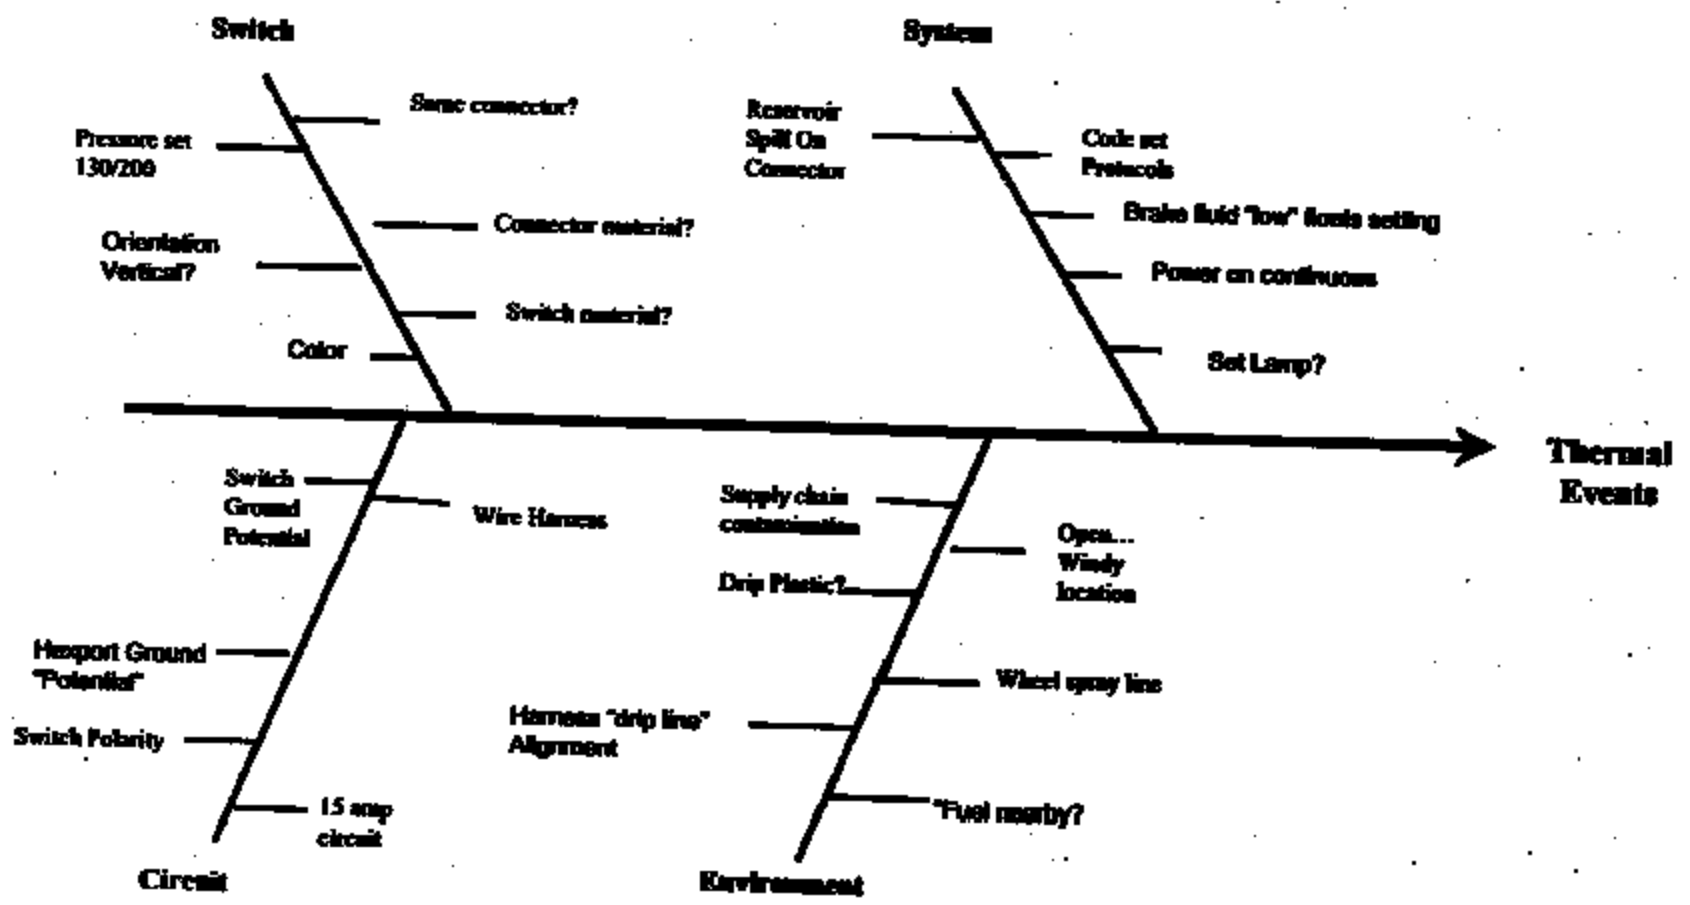 Switch
System
Same connector?
Pressure set
130/200
Connector material?
Orientation
Vertical?
Switch material?
Color
Reservoir
Spill On
Connector
Code set
Protocols
Brake fluid "low" floats setting
Power on continuous
Set Lamp?
Thermal
Events
Switch
Ground
Potential
Wire Harness
Hexport Ground
"Potential"
Switch Polarity
15 amp
circuit
Circuit
Supply chain
contamination
Open...
Windy
location
Drip Plastic?
Wheel spray line
Harness "drip line"
Alignment
"Fuel nearby?
Environment